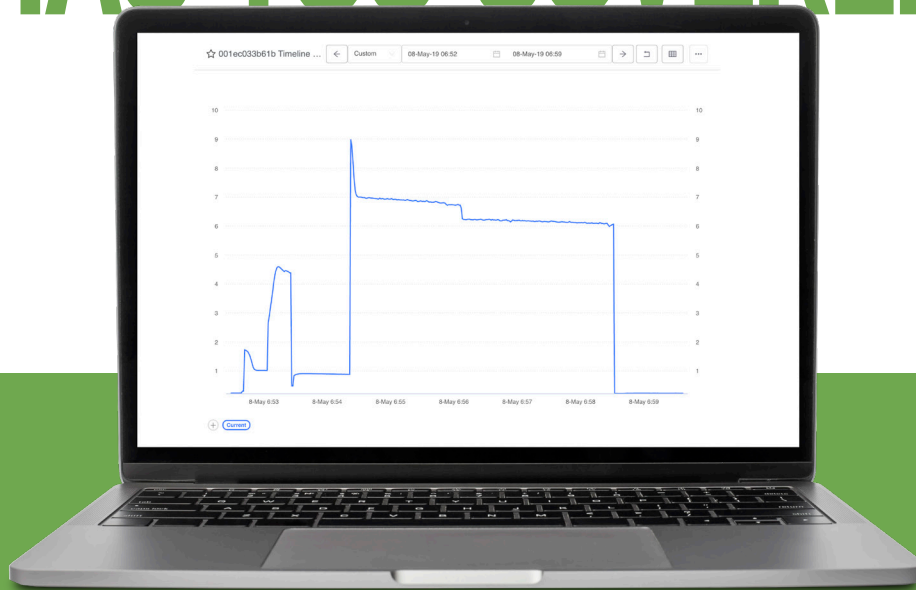 HAS YOU COVERED
001ec033b61b Timeline ... Custom 08-May-19 06:52 08-May-19 06:59 ...
10 10
9 9
8 8
7 7
6 6
5 5
4 4
3 3
2 2
1 1
8-May 6:53 8-May 6:54 8-May 6:55 8-May 6:56 8-May 6:57 8-May 6:58 8-May 6:59
+ Current